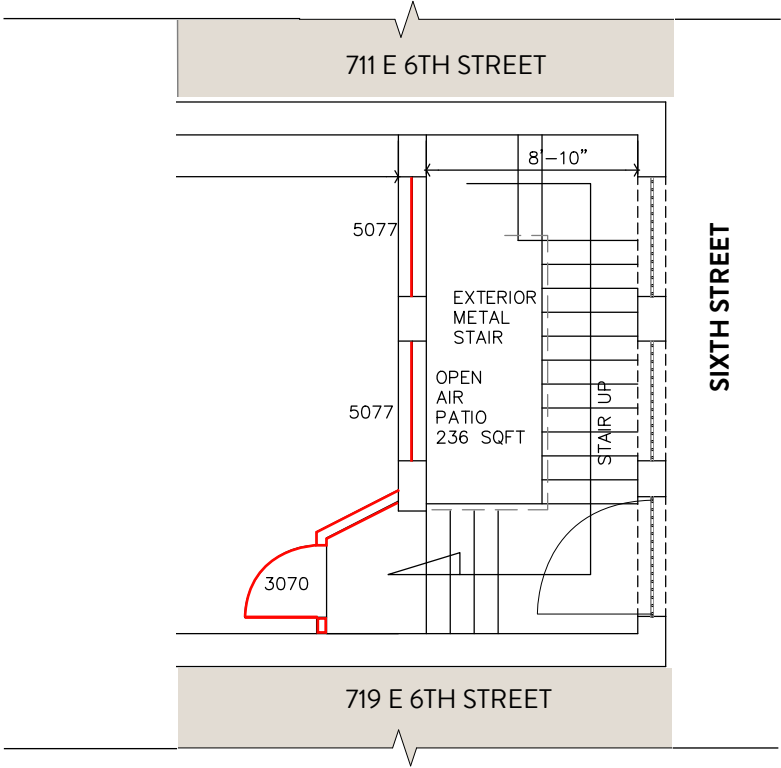 711 E 6TH STREET
8'-10"
5077
EXTERIOR
METAL
STAIR
OPEN
AIR
PATIO
236 SQFT
5077
STAIR UP
SIXTH STREET
3070
719 E 6TH STREET